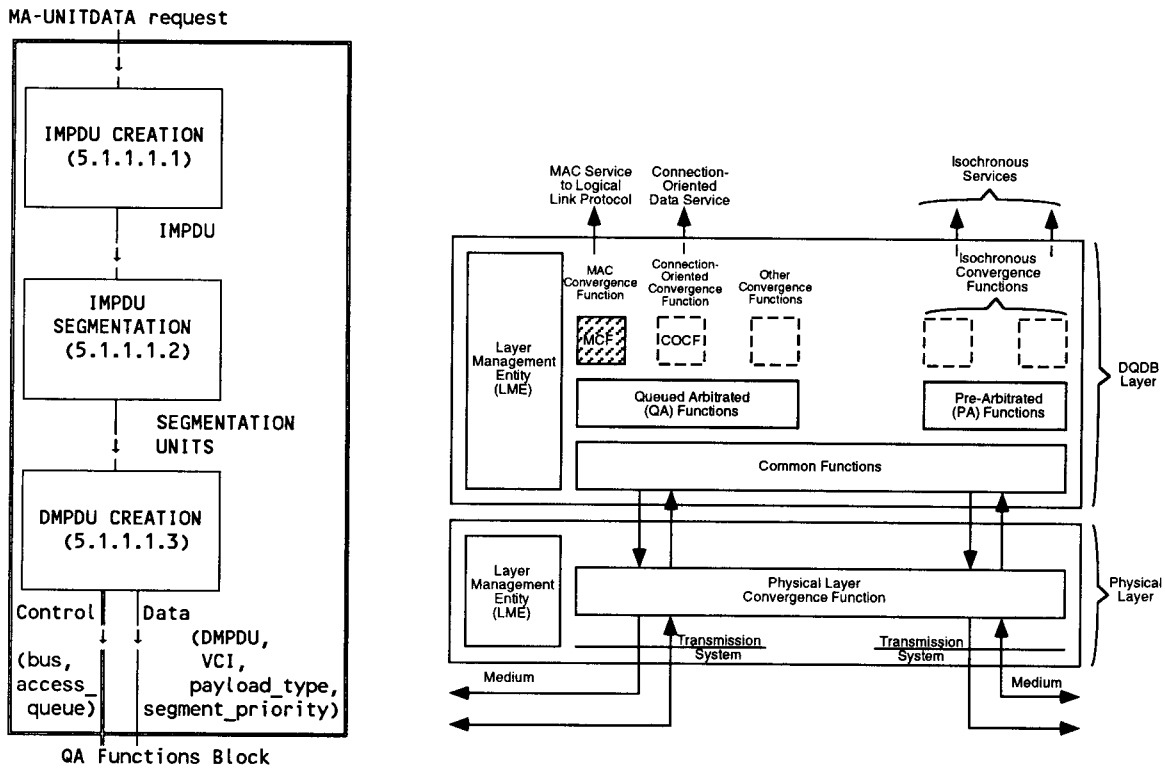 MA-UNITDATA request
IMPDU CREATION
(5.1.1.1.1)
IMPDU
IMPDU
SEGMENTATION
(5.1.1.1.2)
SEGMENTATION
UNITS
DMPDU CREATION
(5.1.1.1.3)
Control
Data
(bus,
access_
queue)
(DMPDU,
VCI,
payload_type,
segment_priority)
QA Functions Block
MAC Service
to Logical
Link Protocol
Connection-
Oriented
Data Service
Isochronous
Services
MAC
Convergence
Function
Connection-
Oriented
Convergence
Function
Other
Convergence
Functions
Isochronous
Convergence
Functions
MCF
COCF
Layer
Management
Entity
(LME)
Queued Arbitrated
(QA) Functions
Pre-Arbitrated
(PA) Functions
Common Functions
DQDB
Layer
Layer
Management
Entity
(LME)
Physical Layer
Convergence Function
Physical
Layer
Transmission
System
Transmission
System
Medium
Medium